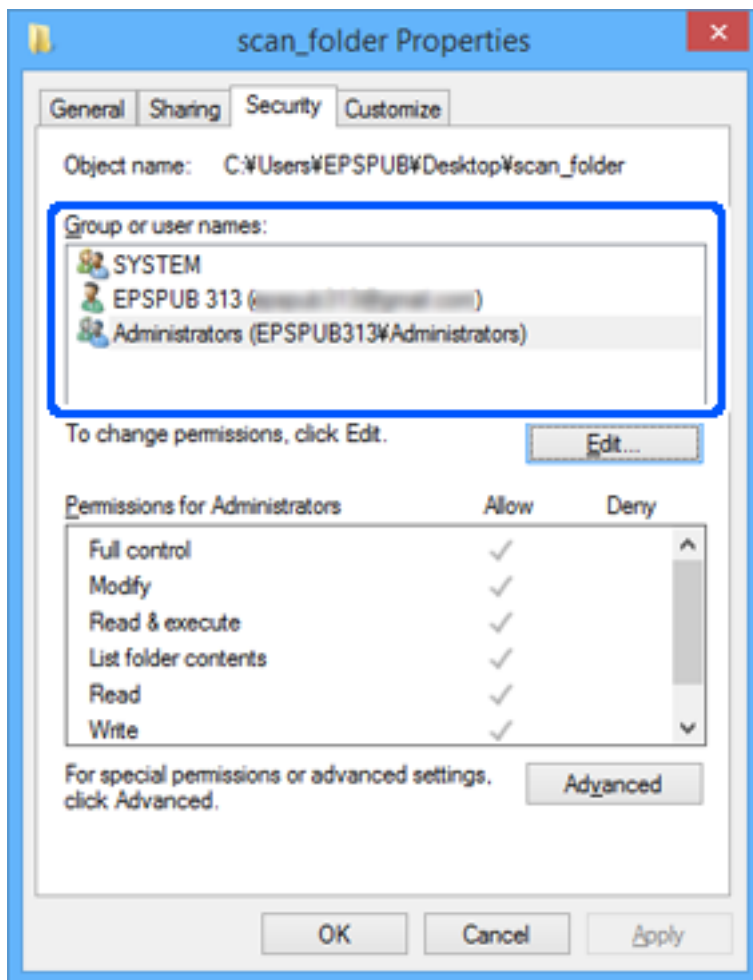 scan_folder Properties
General Sharing Security Customize
Object name: C:¥Users¥EPSPUB¥Desktop¥scan_folder
Group or user names:
SYSTEM
EPSPUB 313 ( )
Administrators (EPSPUB313¥Administrators)
To change permissions, click Edit.
Edit...
Permissions for Administrators Allow Deny
Full control
Modify
Read & execute
List folder contents
Read
Write
For special permissions or advanced settings,
click Advanced.
Advanced
OK Cancel Apply